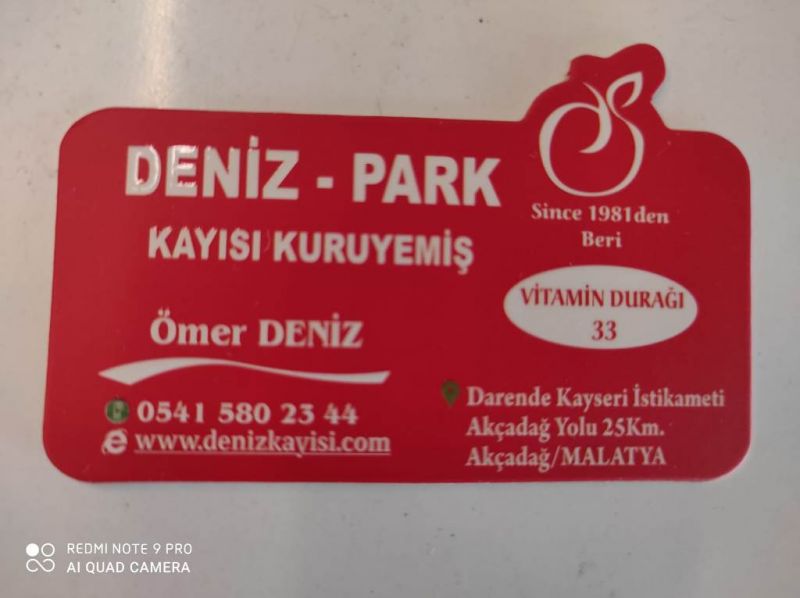 DENİZ - PARK
KAYISI KURUYEMİŞ
Since 1981den
Beri
VİTAMİN DURAĞI
33
Ömer DENİZ
0541 580 23 44
www.denizkayisi.com
Darende Kayseri İstikameti
Akçadağ Yolu 25Km.
Akçadağ/MALATYA
REDMI NOTE 9 PRO
AI QUAD CAMERA